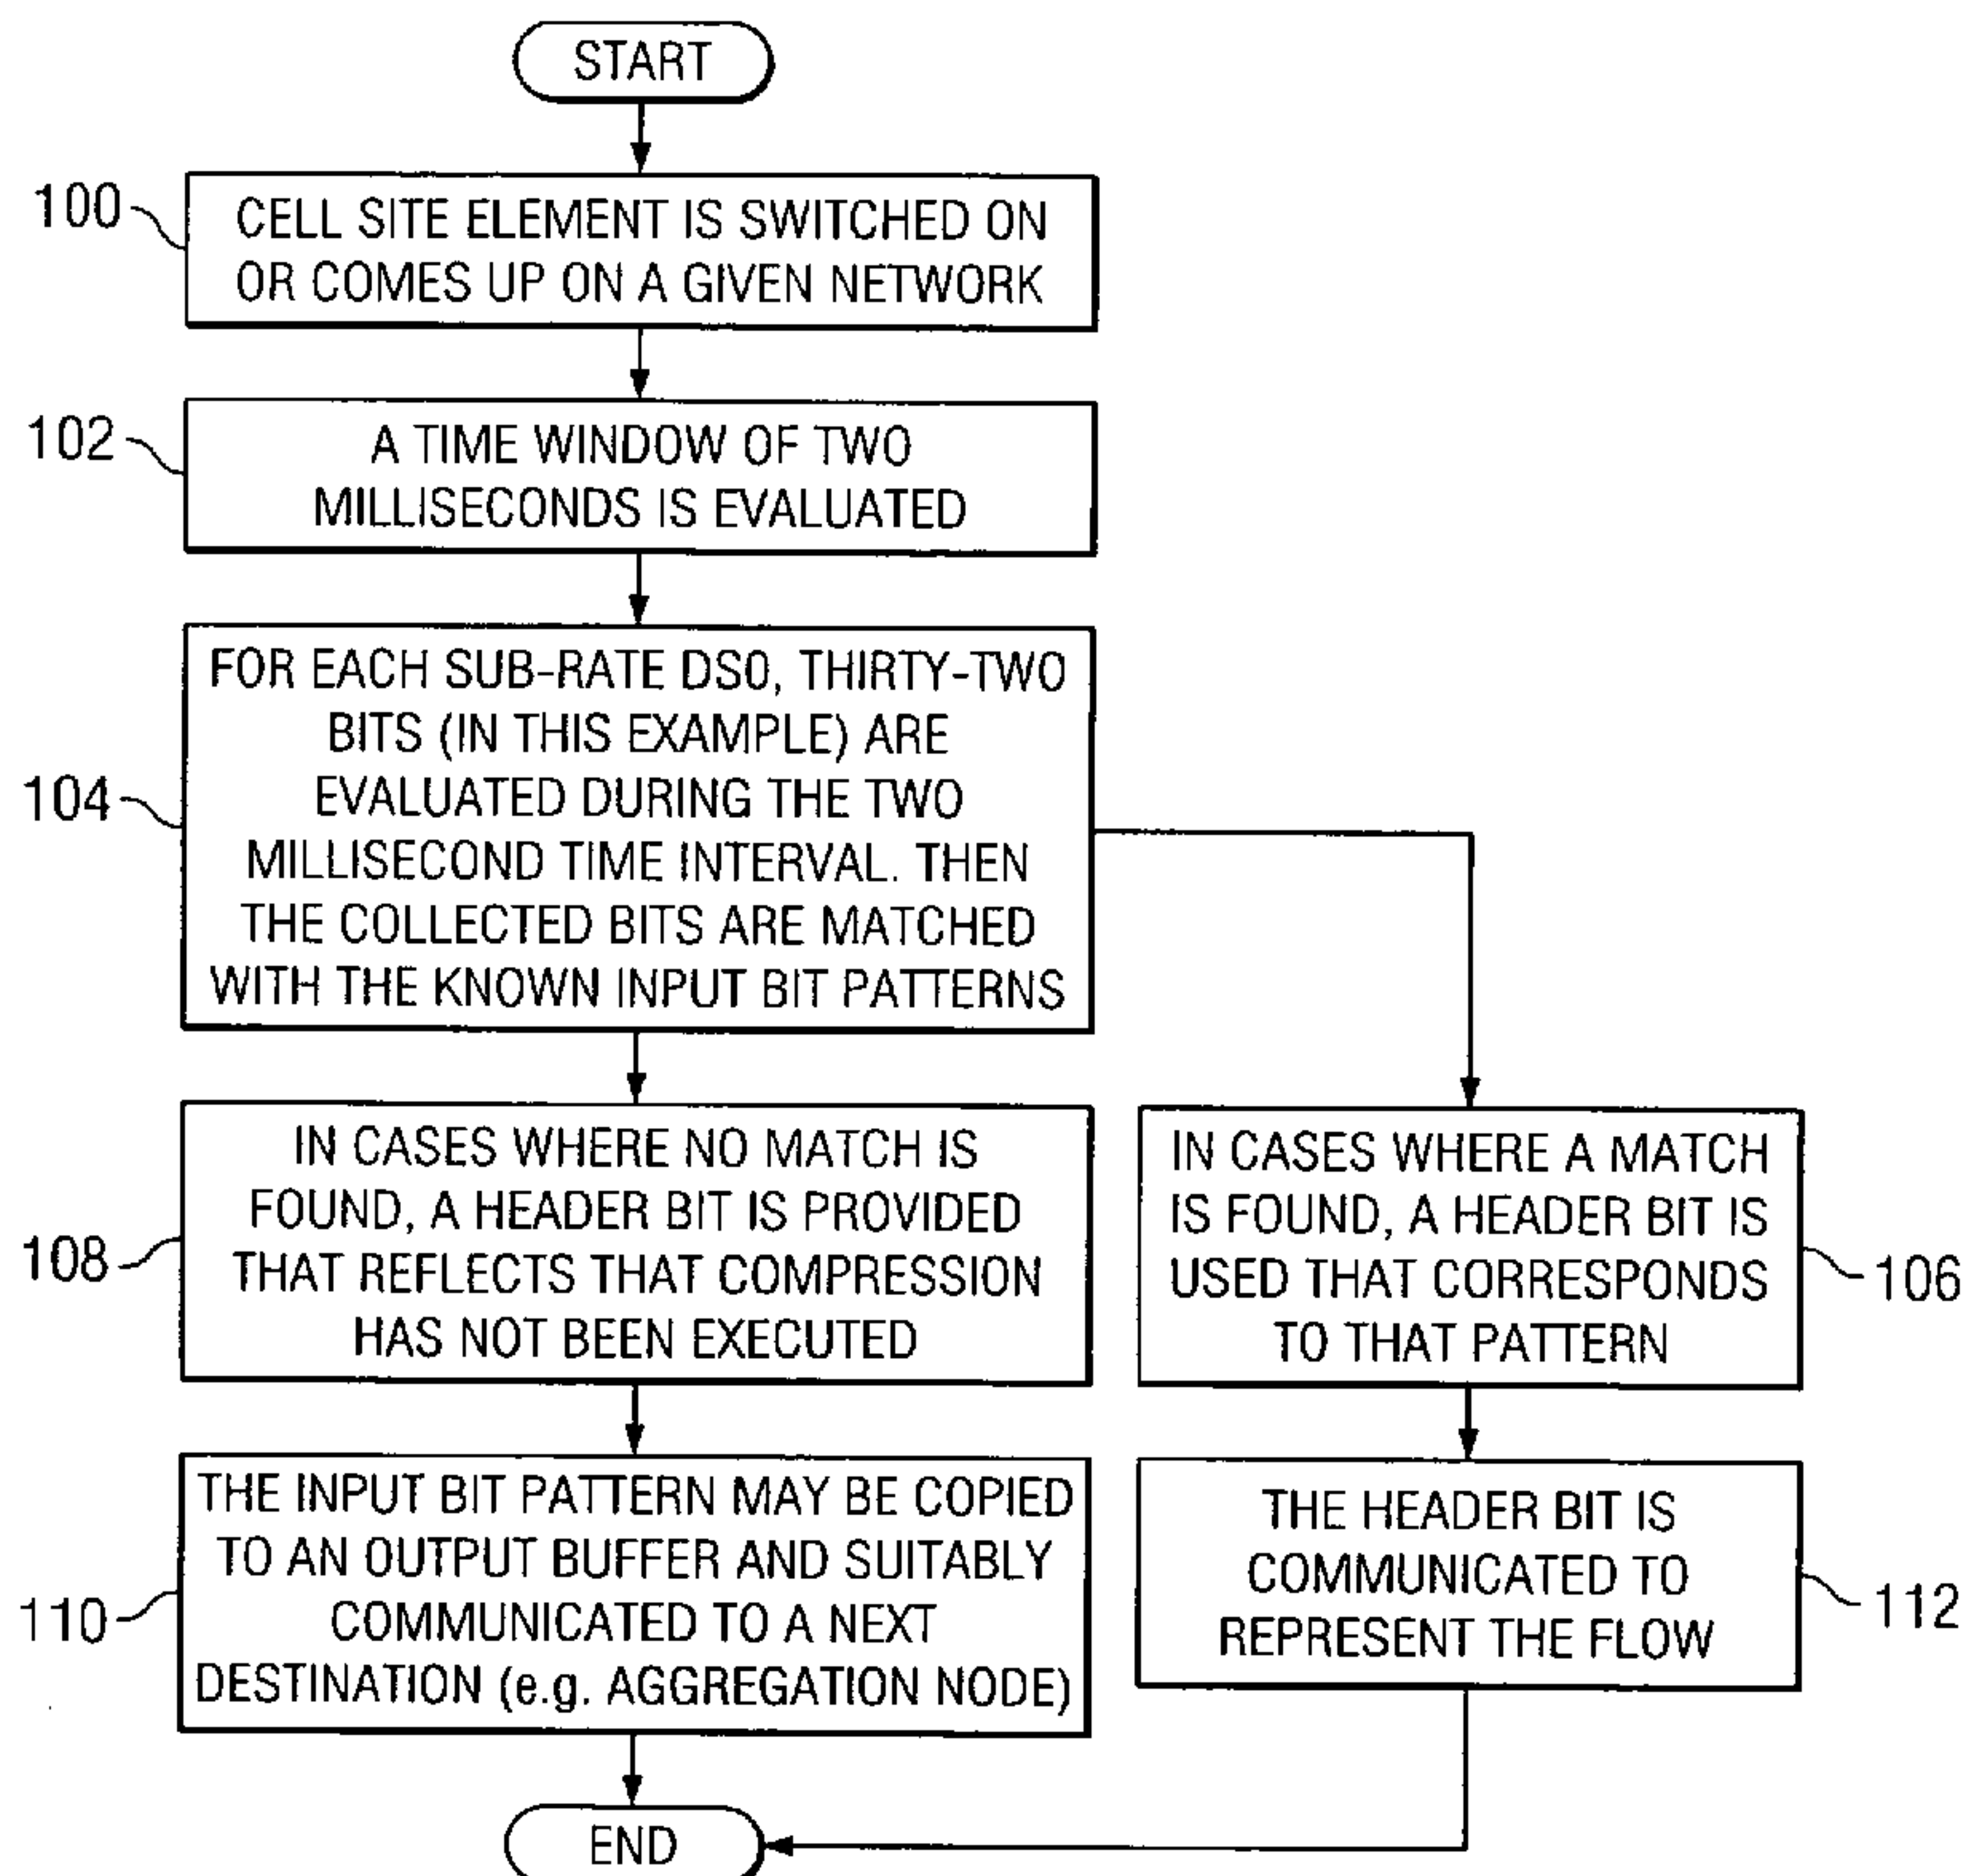 START
100
CELL SITE ELEMENT IS SWITCHED ON
OR COMES UP ON A GIVEN NETWORK
102
A TIME WINDOW OF TWO
MILLISECONDS IS EVALUATED
104
FOR EACH SUB-RATE DS0, THIRTY-TWO
BITS (IN THIS EXAMPLE) ARE
EVALUATED DURING THE TWO
MILLISECOND TIME INTERVAL. THEN
THE COLLECTED BITS ARE MATCHED
WITH THE KNOWN INPUT BIT PATTERNS
108
IN CASES WHERE NO MATCH IS
FOUND, A HEADER BIT IS PROVIDED
THAT REFLECTS THAT COMPRESSION
HAS NOT BEEN EXECUTED
IN CASES WHERE A MATCH
IS FOUND, A HEADER BIT IS
USED THAT CORRESPONDS
TO THAT PATTERN
106
110
THE INPUT BIT PATTERN MAY BE COPIED
TO AN OUTPUT BUFFER AND SUITABLY
COMMUNICATED TO A NEXT
DESTINATION (e.g. AGGREGATION NODE)
THE HEADER BIT IS
COMMUNICATED TO
REPRESENT THE FLOW
112
END